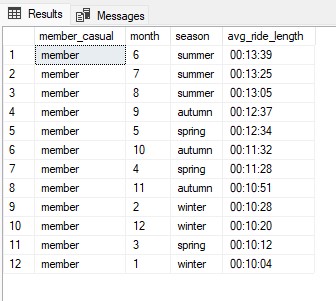 Results Messages
member_casual month season avg_ride_length
1 member 6 summer 00:13:39
2 member 7 summer 00:13:25
3 member 8 summer 00:13:05
4 member 9 autumn 00:12:37
5 member 5 spring 00:12:34
6 member 10 autumn 00:11:32
7 member 4 spring 00:11:28
8 member 11 autumn 00:10:51
9 member 2 winter 00:10:28
10 member 12 winter 00:10:20
11 member 3 spring 00:10:12
12 member 1 winter 00:10:04